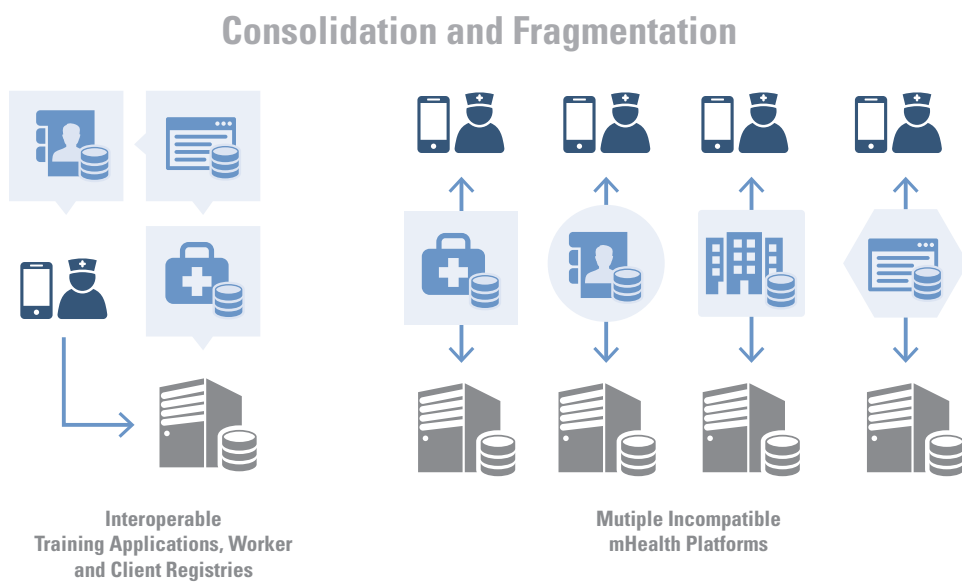 Consolidation and Fragmentation
Interoperable
Training Applications, Worker
and Client Registries
Mutiple Incompatible
mHealth Platforms